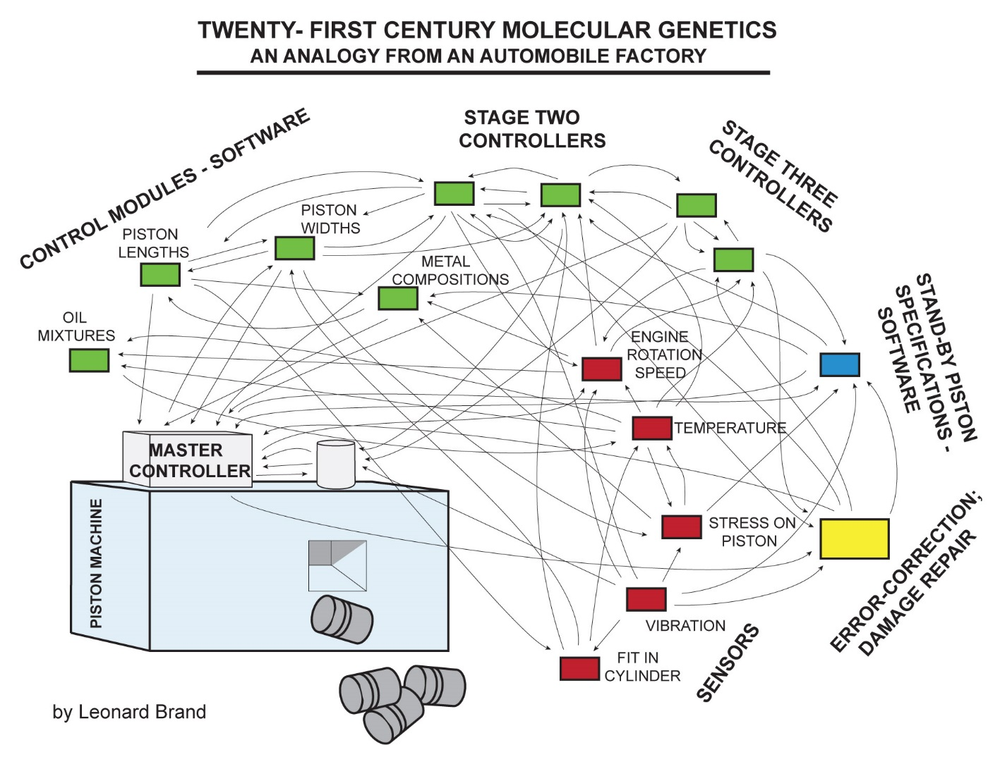 TWENTY- FIRST CENTURY MOLECULAR GENETICS
AN ANALOGY FROM AN AUTOMOBILE FACTORY
CONTROL MODULES - SOFTWARE
STAGE TWO
CONTROLLERS
STAGE THREE
CONTROLLERS
PISTON
WIDTHS
PISTON
LENGTHS
METAL
COMPOSITIONS
OIL
MIXTURES
ENGINE
ROTATION
SPEED
STAND-BY PISTON
SPECIFICATIONS -
SOFTWARE
TEMPERATURE
MASTER
CONTROLLER
PISTON MACHINE
STRESS ON
PISTON
ERROR-CORRECTION;
DAMAGE REPAIR
VIBRATION
SENSORS
FIT IN
CYLINDER
by Leonard Brand